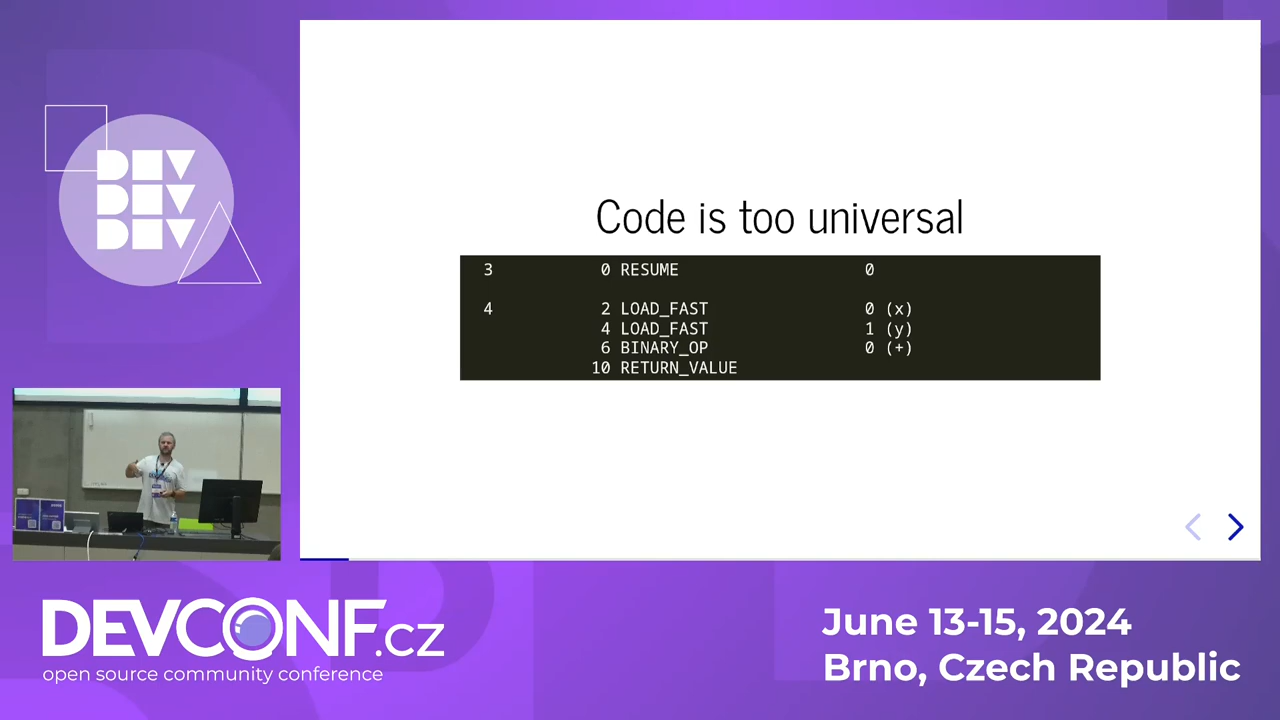 DEV
DEV
DEV
Code is too universal
3 0 RESUME 0
4 2 LOAD_FAST 0 (x)
4 LOAD_FAST 1 (y)
6 BINARY_OP 0 (+)
10 RETURN_VALUE
DEVCONF.cz
open source community conference
June 13-15, 2024
Brno, Czech Republic